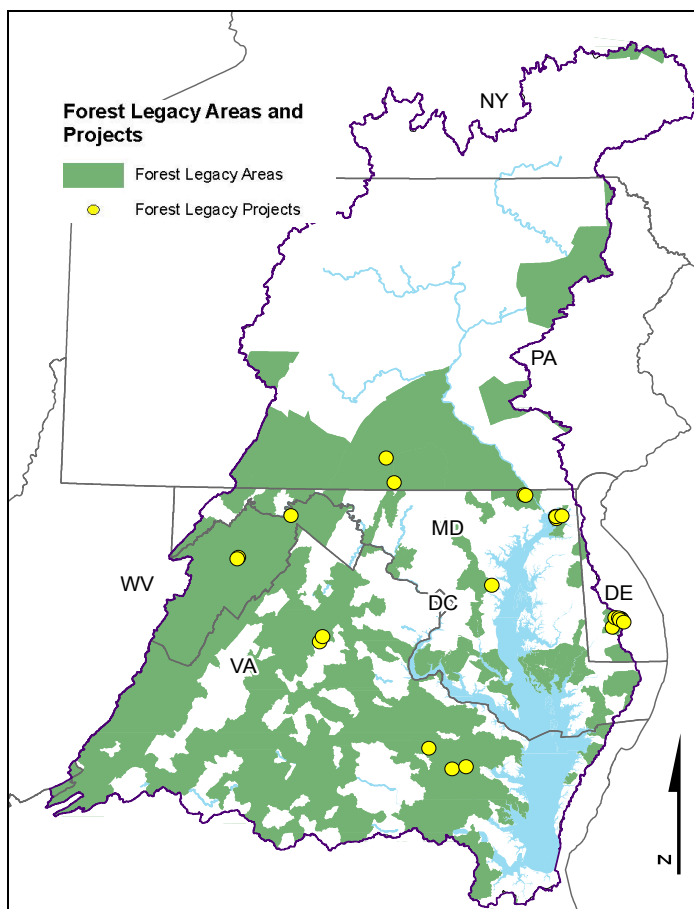 NY
Forest Legacy Areas and
Projects
Forest Legacy Areas
Forest Legacy Projects
PA
MD
WV
DC
DE
VA
N